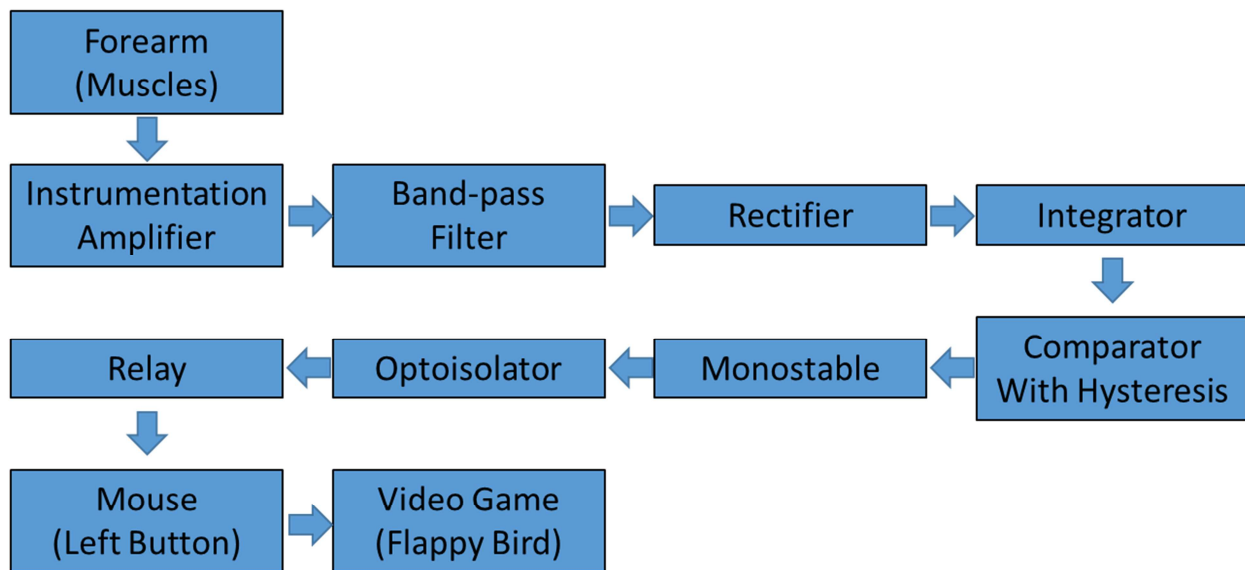 Forearm
(Muscles)
Instrumentation
Amplifier
Band-pass
Filter
Rectifier
Integrator
Comparator
With Hysteresis
Monostable
Optoisolator
Relay
Mouse
(Left Button)
Video Game
(Flappy Bird)